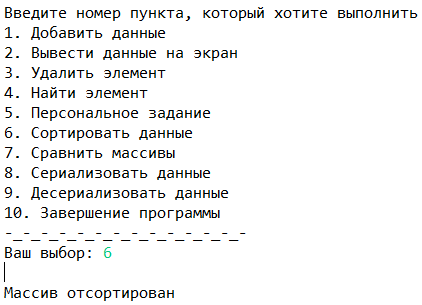 Введите номер пункта, который хотите выполнить
1. Добавить данные
2. Вывести данные на экран
3. Удалить элемент
4. Найти элемент
5. Персональное задание
6. Сортировать данные
7. Сравнить массивы
8. Сериализовать данные
9. Десериализовать данные
10. Завершение программы
-_-_-_-_-_-_-_-_-_-_-_-_-_-
Ваш выбор: 6
Массив отсортирован